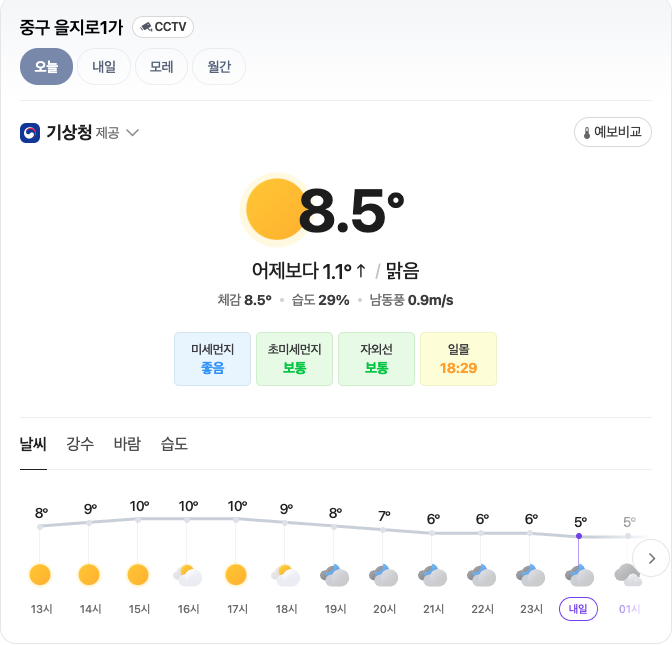 중구 을지로1가 CCTV
오늘 내일 모레 월간
기상청 제공 예보비교
8.5°
어제보다 1.1° ↑ / 맑음
체감 8.5° • 습도 29% • 남동풍 0.9m/s
미세먼지 초미세먼지 자외선 일몰
좋음 보통 보통 18:29
날씨 강수 바람 습도
8° 9° 10° 10° 10° 9° 8° 7° 6° 6° 6° 5° 5°
13시 14시 15시 16시 17시 18시 19시 20시 21시 22시 23시 내일 01시